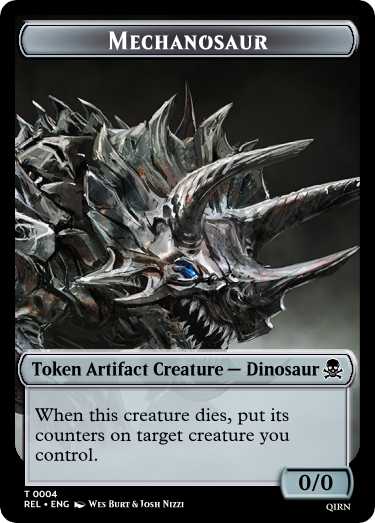 Mechanosaur
Token Artifact Creature — Dinosaur
When this creature dies, put its
counters on target creature you
control.
0/0
T 0004
REL • ENG Wes Burt & Josh Nizzi
QIRN